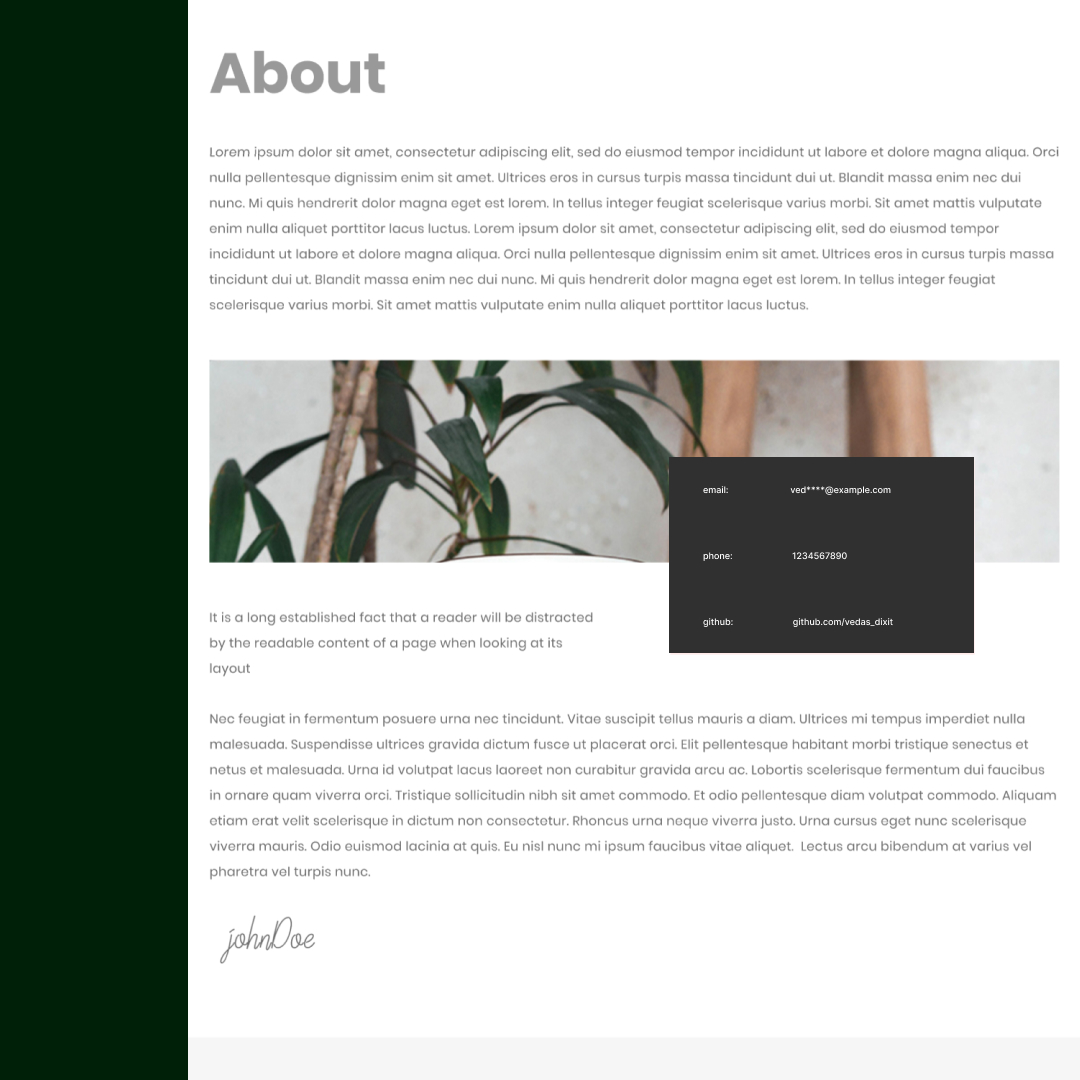 About
Lorem ipsum dolor sit amet, consectetur adipiscing elit, sed do eiusmod tempor incididunt ut labore et dolore magna aliqua. Orci
nulla pellentesque dignissim enim sit amet. Ultrices eros in cursus turpis massa tincidunt dui ut. Blandit massa enim nec dui
nunc. Mi quis hendrerit dolor magna eget est lorem. In tellus integer feugiat scelerisque varius morbi. Sit amet mattis vulputate
enim nulla aliquet porttitor lacus luctus. Lorem ipsum dolor sit amet, consectetur adipiscing elit, sed do eiusmod tempor
incididunt ut labore et dolore magna aliqua. Orci nulla pellentesque dignissim enim sit amet. Ultrices eros in cursus turpis massa
tincidunt dui ut. Blandit massa enim nec dui nunc. Mi quis hendrerit dolor magna eget est lorem. In tellus integer feugiat
scelerisque varius morbi. Sit amet mattis vulputate enim nulla aliquet porttitor lacus luctus.
email: ved****@example.com
phone: 1234567890
github: github.com/vedas_dixit
It is a long established fact that a reader will be distracted
by the readable content of a page when looking at its
layout
Nec feugiat in fermentum posuere urna nec tincidunt. Vitae suscipit tellus mauris a diam. Ultrices mi tempus imperdiet nulla
malesuada. Suspendisse ultrices gravida dictum fusce ut placerat orci. Elit pellentesque habitant morbi tristique senectus et
netus et malesuada. Urna id volutpat lacus laoreet non curabitur gravida arcu ac. Lobortis scelerisque fermentum dui faucibus
in ornare quam viverra orci. Tristique sollicitudin nibh sit amet commodo. Et odio pellentesque diam volutpat commodo. Aliquam
etiam erat velit scelerisque in dictum non consectetur. Rhoncus urna neque viverra justo. Urna cursus eget nunc scelerisque
viverra mauris. Odio euismod lacinia at quis. Eu nisl nunc mi ipsum faucibus vitae aliquet.  Lectus arcu bibendum at varius vel
pharetra vel turpis nunc.
johnDoe